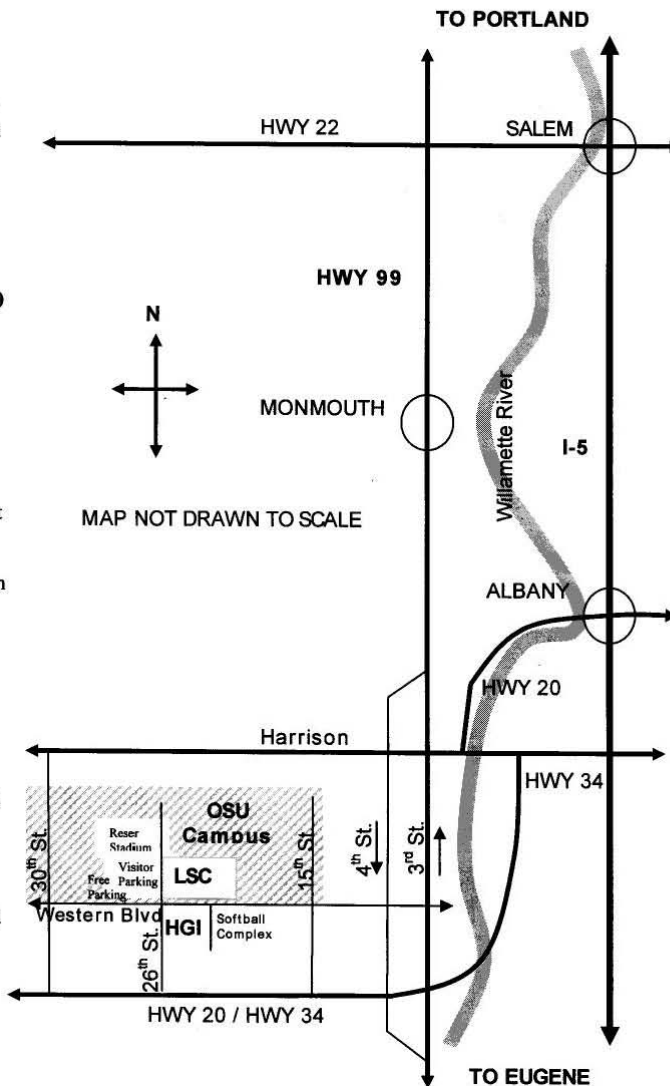 TO PORTLAND
HWY 22
SALEM
HWY 99
N
MONMOUTH
Willamette River
I-5
MAP NOT DRAWN TO SCALE
ALBANY
HWY 20
Harrison
HWY 34
OSU
Campus
Reser
Stadium
30th St.
15th St.
4th St.
3rd St.
Visitor
Parking
Free
Parking
LSC
Western Blvd
HGI
Softball
Complex
26th St.
HWY 20 / HWY 34
TO EUGENE